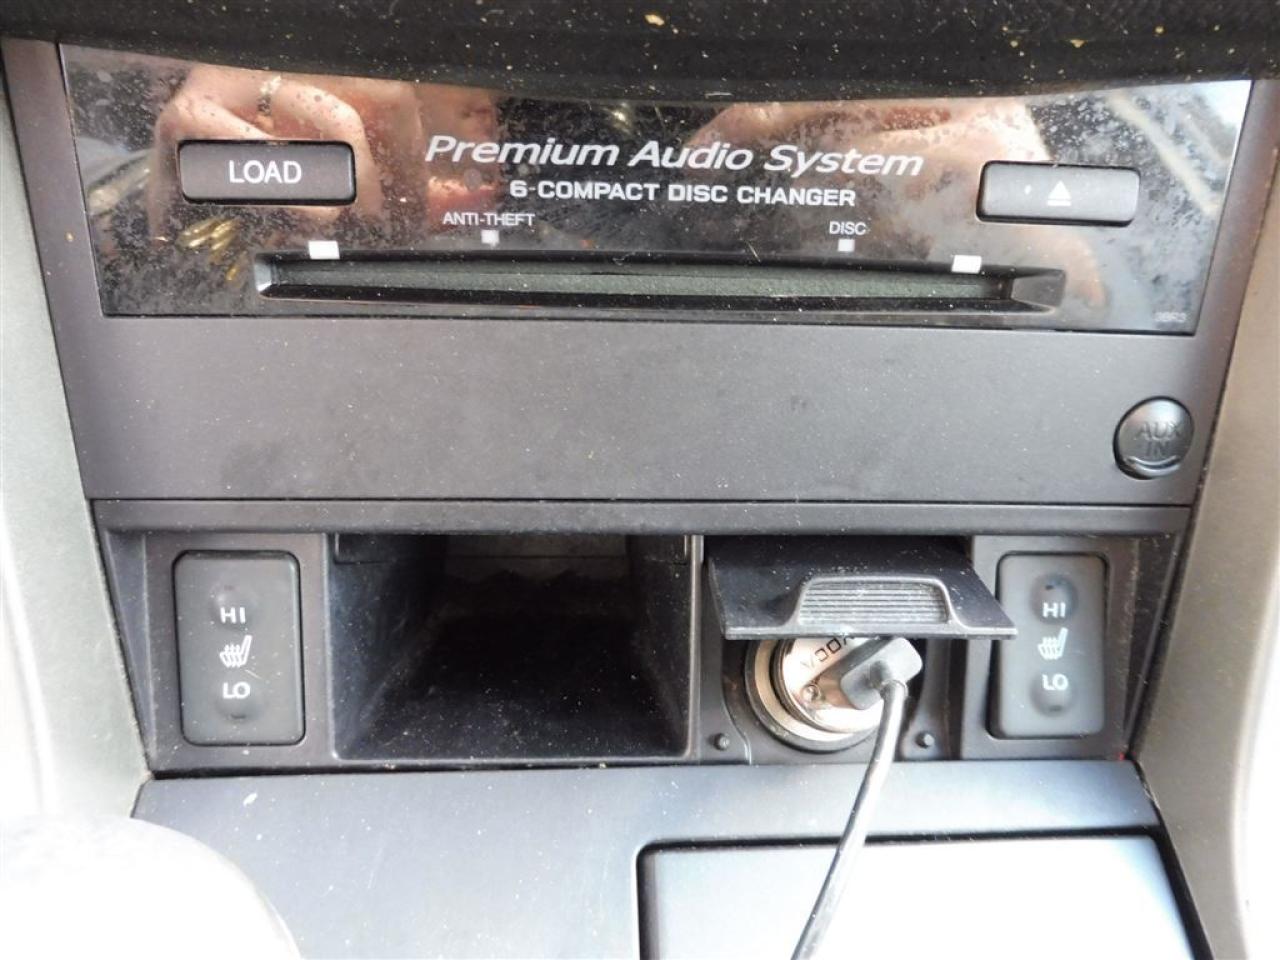 LOAD
Premium Audio System
6-COMPACT DISC CHANGER
ANTI-THEFT
DISC
AUX
IN
HI
LO
HI
LO